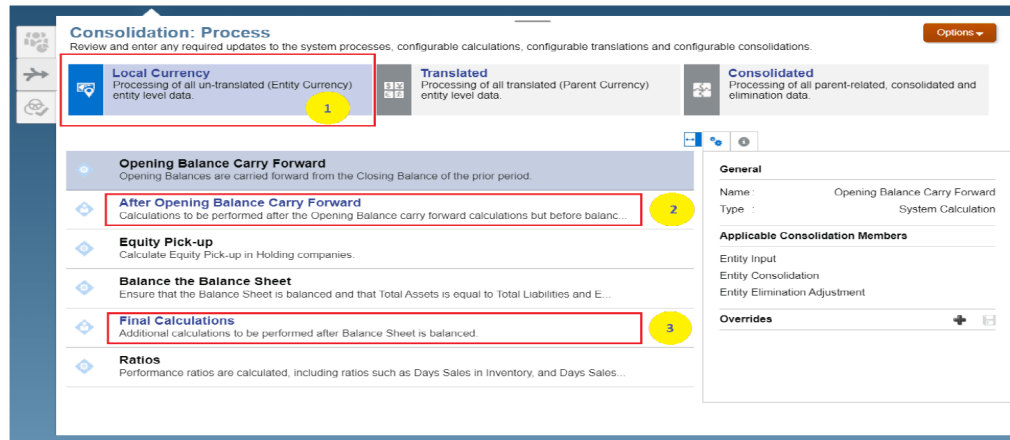 Consolidation: Process
Review and enter any required updates to the system processes, configurable calculations, configurable translations and configurable consolidations.
Options
Local Currency
Processing of all un-translated (Entity Currency)
entity level data.
1
Translated
Processing of all translated (Parent Currency)
entity level data.
Consolidated
Processing of all parent-related, consolidated and
elimination data.
Opening Balance Carry Forward
Opening Balances are carried forward from the Closing Balance of the prior period.
After Opening Balance Carry Forward
Calculations to be performed after the Opening Balance carry forward calculations but before balanc...
2
Equity Pick-up
Calculate Equity Pick-up in Holding companies.
Balance the Balance Sheet
Ensure that the Balance Sheet is balanced and that Total Assets is equal to Total Liabilities and E...
Final Calculations
Additional calculations to be performed after Balance Sheet is balanced.
3
Ratios
Performance ratios are calculated, including ratios such as Days Sales in Inventory, and Days Sales...
General
Name : Opening Balance Carry Forward
Type : System Calculation
Applicable Consolidation Members
Entity Input
Entity Consolidation
Entity Elimination Adjustment
Overrides